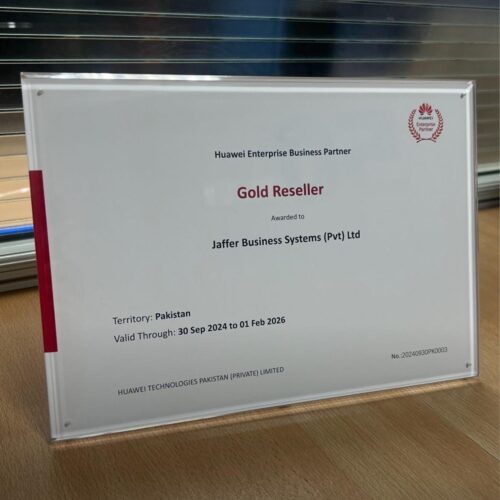 HUAWEI
Enterprise
Partner
Huawei Enterprise Business Partner
Gold Reseller
Awarded to
Jaffer Business Systems (Pvt) Ltd
Territory: Pakistan
Valid Through: 30 Sep 2024 to 01 Feb 2026
No.:20240930PKD003
HUAWEI TECHNOLOGIES PAKISTAN (PRIVATE) LIMITED